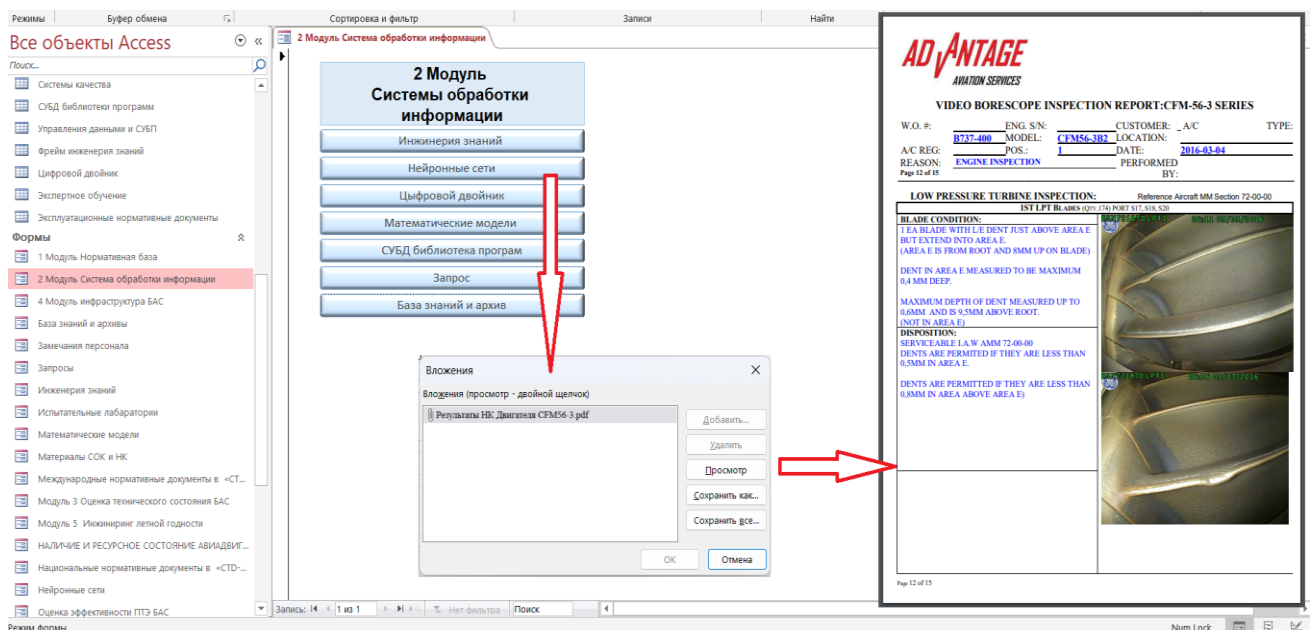 Режимы
Буфер обмена
Сортировка и фильтр
Записи
Найти
Все объекты Access
Поиск...
Системы качества
СУБД библиотеки программ
Управления данными и СУБП
Фрейм инженерия знаний
Цифровой двойник
Экспертное обучение
Эксплуатационные нормативные документы
Формы
1 Модуль Нормативная база
2 Модуль Система обработки информации
4 Модуль инфраструктура БАС
База знаний и архивы
Замечания персонала
Запросы
Инженерия знаний
Испытательные лабаратории
Математические модели
Материалы СОК и НК
Международные нормативные документы в «СТ...
Модуль 3 Оценка технического состояния БАС
Модуль 5 Инжиниринг летной годности
НАЛИЧИЕ И РЕСУРСНОЕ СОСТОЯНИЕ АВИАДВИГ...
Национальные нормативные документы в «СТD-...
Нейронные сети
Оценка эффективности ПТЭ БАС
Режим формы
2 Модуль Система обработки информации
2 Модуль
Системы обработки
информации
Инжинерия знаний
Нейронные сети
Цыфровой двойник
Математические модели
СУБД библиотека програм
Запрос
База знаний и архив
Вложения
Вложения (просмотр - двойной щелчок)
Результаты НК Двигателя CFM56-3.pdf
Добавить...
Удалить
Просмотр
Сохранить как...
Сохранить все...
ОК
Отмена
Запись: 1 из 1
Нет фильтра
Поиск
Num Lock
ADVANTAGE
AVIATION SERVICES
VIDEO BORESCOPE INSPECTION REPORT:CFM-56-3 SERIES
W.O. #: ENG. S/N: CUSTOMER: _ A/C TYPE:
B737-400 MODEL: CFM56-3B2 LOCATION:
A/C REG: POS.: 1 DATE: 2016-03-04
REASON: ENGINE INSPECTION PERFORMED
Page 12 of 15 BY:
LOW PRESSURE TURBINE INSPECTION: Reference Aircraft MM Section 72-00-00
1ST LPT BLADES (QTY.174) PORT S17, S18, S20
BLADE CONDITION:
1 EA BLADE WITH L/E DENT JUST ABOVE AREA E
BUT EXTEND INTO AREA E.
(AREA E IS FROM ROOT AND 8MM UP ON BLADE)
DENT IN AREA E MEASURED TO BE MAXIMUM
0,4 MM DEEP.
MAXIMUM DEPTH OF DENT MEASURED UP TO
0,6MM AND IS 9,5MM ABOVE ROOT.
(NOT IN AREA E)
DISPOSITION:
SERVICEABLE I.A.W AMM 72-00-00
DENTS ARE PERMITED IF THEY ARE LESS THAN
0,5MM IN AREA E.
DENTS ARE PERMITTED IF THEY ARE LESS THAN
0,8MM IN AREA ABOVE AREA E)
Page 12 of 15